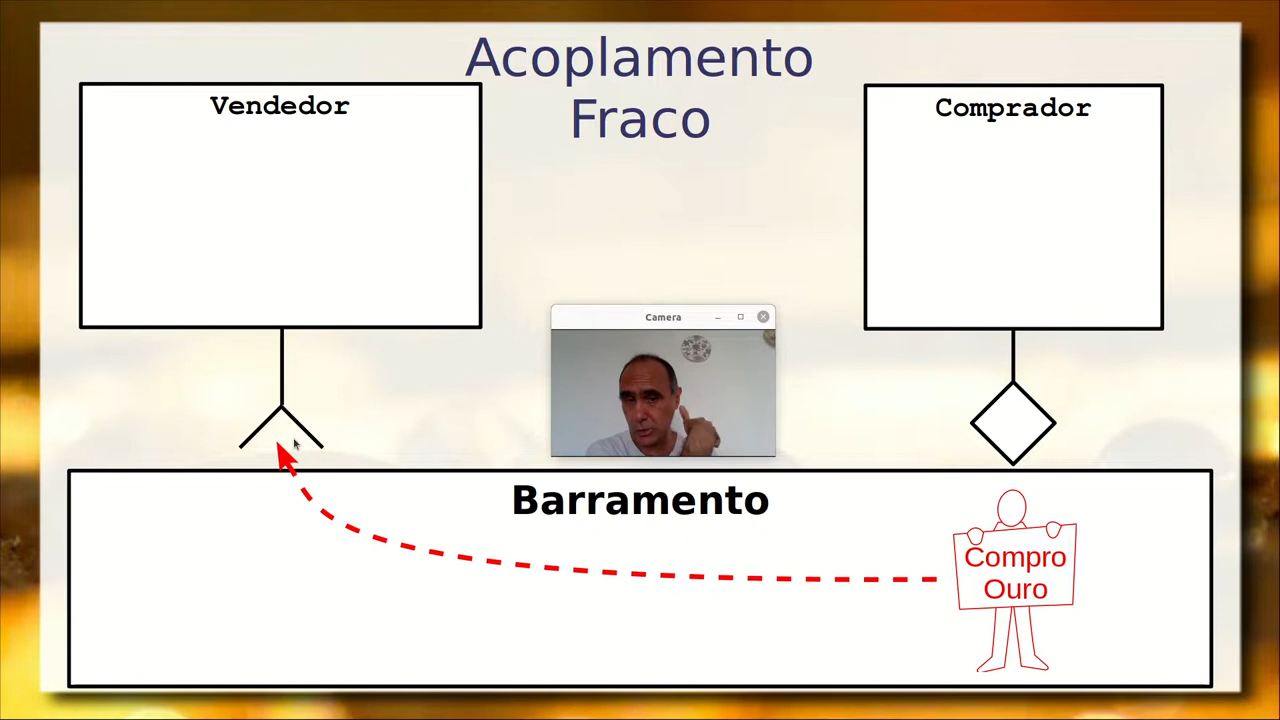 Acoplamento
Fraco
Vendedor
Comprador
Camera
Barramento
Compro
Ouro